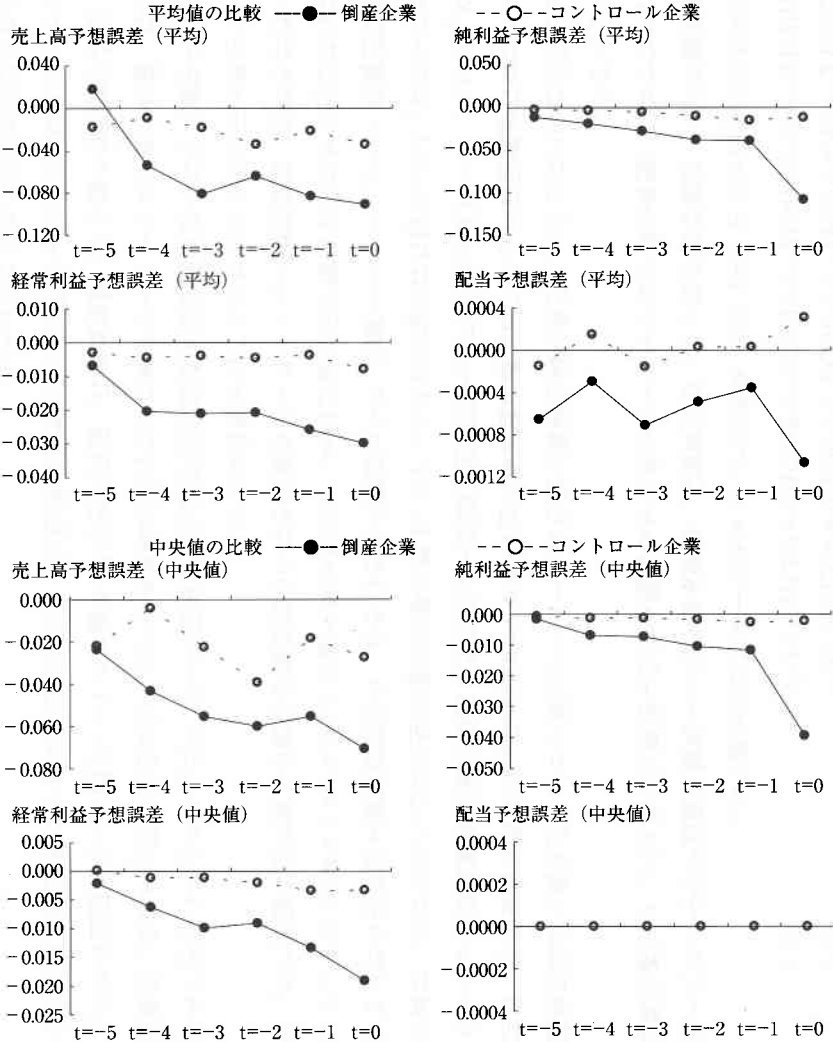 平均値の比較 ―●― 倒産企業 --○--コントロール企業
売上高予想誤差（平均）
0.040
0.000
−0.040
−0.080
−0.120
t=−5 t=−4 t=−3 t=−2 t=−1 t=0
純利益予想誤差（平均）
0.050
0.000
−0.050
−0.100
−0.150
t=−5 t=−4 t=−3 t=−2 t=−1 t=0
経常利益予想誤差（平均）
0.010
0.000
−0.010
−0.020
−0.030
−0.040
t=−5 t=−4 t=−3 t=−2 t=−1 t=0
配当予想誤差（平均）
0.0004
0.0000
−0.0004
−0.0008
−0.0012
t=−5 t=−4 t=−3 t=−2 t=−1 t=0
中央値の比較 ―●― 倒産企業 --○--コントロール企業
売上高予想誤差（中央値）
0.000
−0.020
−0.040
−0.060
−0.080
t=−5 t=−4 t=−3 t=−2 t=−1 t=0
純利益予想誤差（中央値）
0.000
−0.010
−0.020
−0.030
−0.040
−0.050
t=−5 t=−4 t=−3 t=−2 t=−1 t=0
経常利益予想誤差（中央値）
0.005
0.000
−0.005
−0.010
−0.015
−0.020
−0.025
t=−5 t=−4 t=−3 t=−2 t=−1 t=0
配当予想誤差（中央値）
0.0004
0.0002
0.0000
−0.0002
−0.0004
t=−5 t=−4 t=−3 t=−2 t=−1 t=0